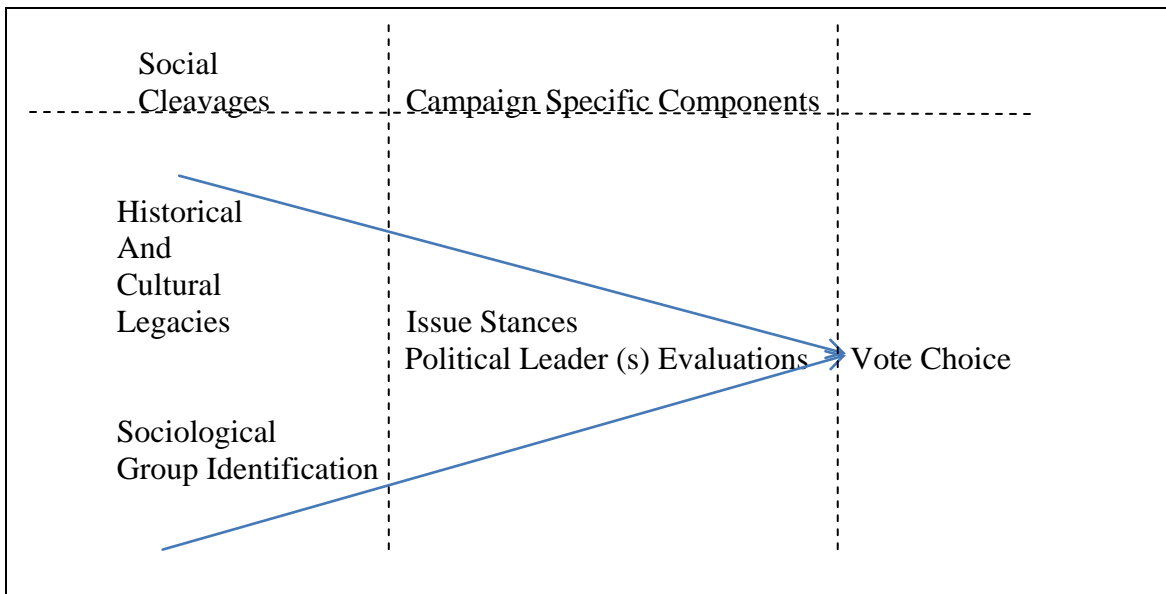 Social
Cleavages
Campaign Specific Components
Historical
And
Cultural
Legacies
Issue Stances
Political Leader (s) Evaluations
Vote Choice
Sociological
Group Identification